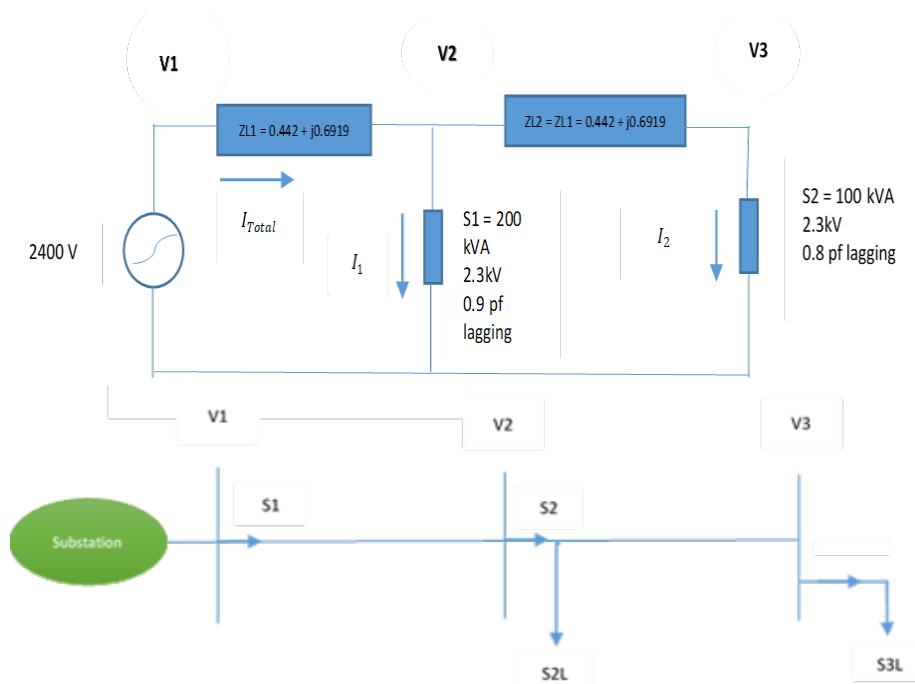 V1
V2
V3
ZL1 = 0.442 + j0.6919
ZL2 = ZL1 = 0.442 + j0.6919
I_Total
2400 V
I_1
S1 = 200
kVA
2.3kV
0.9 pf
lagging
I_2
S2 = 100 kVA
2.3kV
0.8 pf lagging
V1
V2
V3
S1
S2
Substation
S2L
S3L